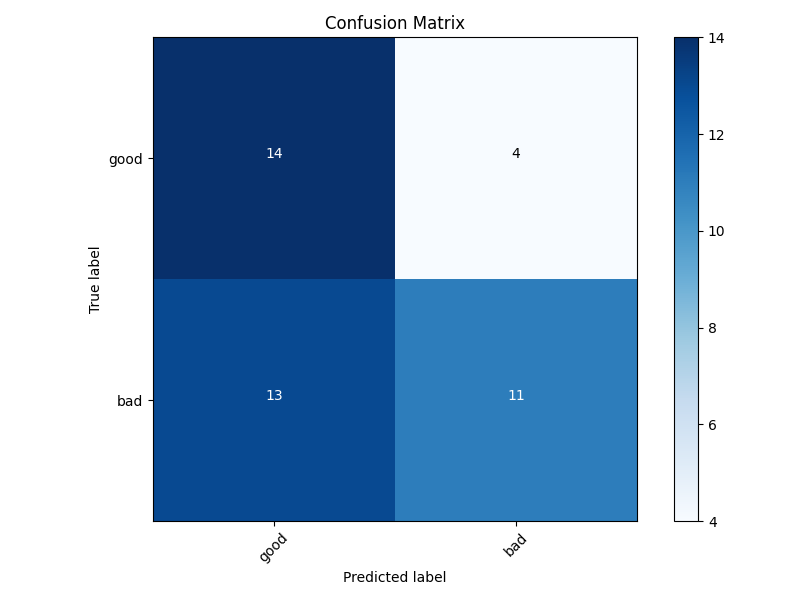 Confusion Matrix
True label
good
14
4
bad
13
11
good
bad
Predicted label
14
12
10
8
6
4